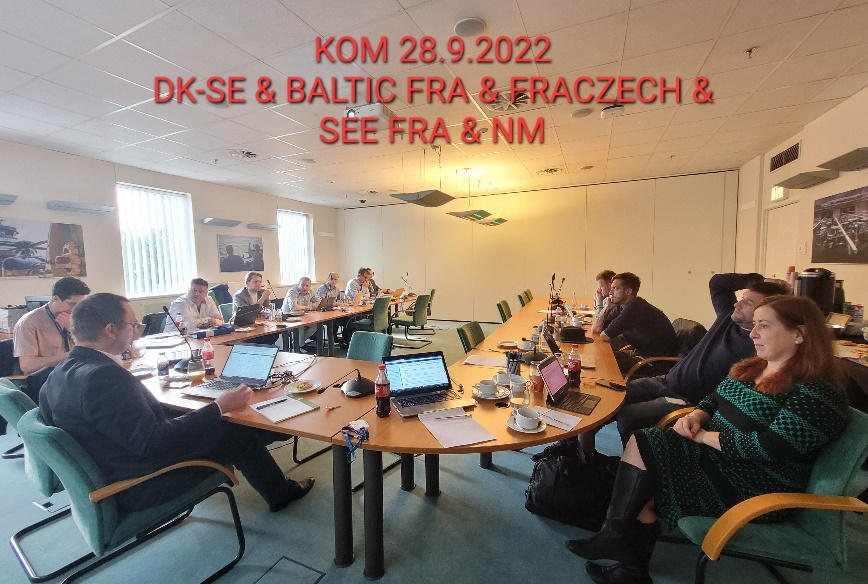 KOM 28.9.2022
DK-SE & BALTIC FRA & FRACZECH &
SEE FRA & NM